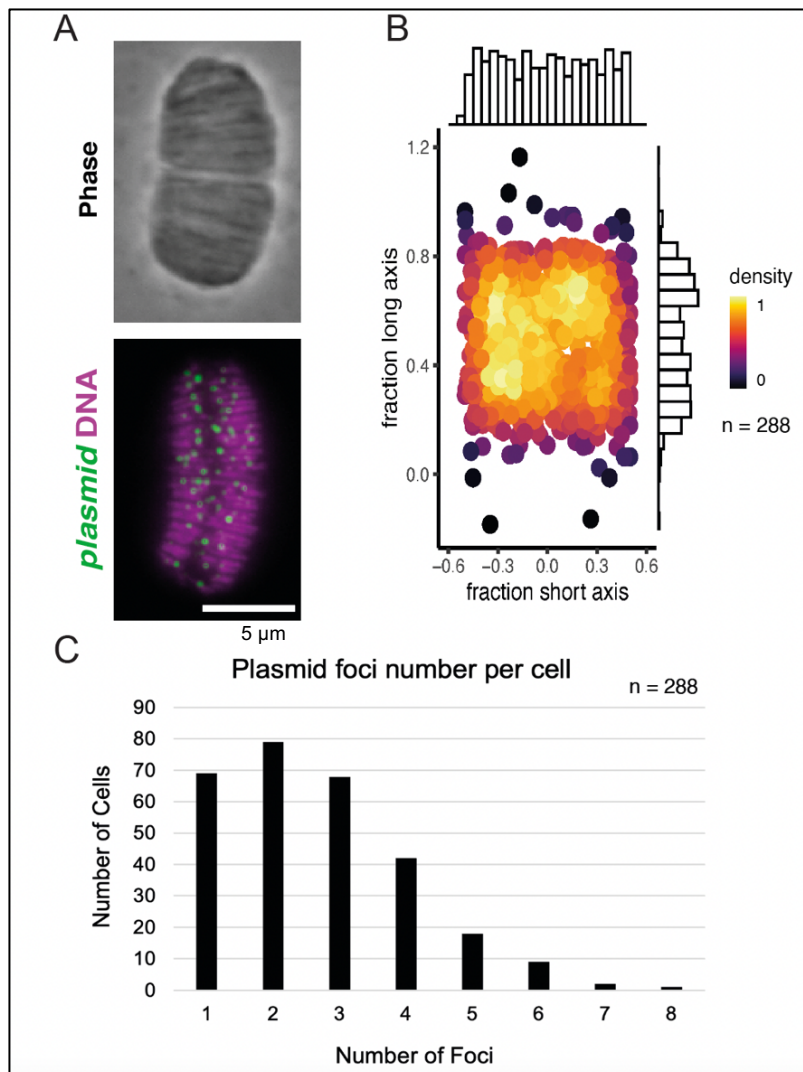 A
Phase
plasmid DNA
5 µm
B
1.2
0.8
0.4
0.0
fraction long axis
−0.6 −0.3 0.0 0.3 0.6
fraction short axis
density
1
0
n = 288
C
Plasmid foci number per cell
n = 288
90
80
70
60
50
40
30
20
10
0
Number of Cells
1 2 3 4 5 6 7 8
Number of Foci